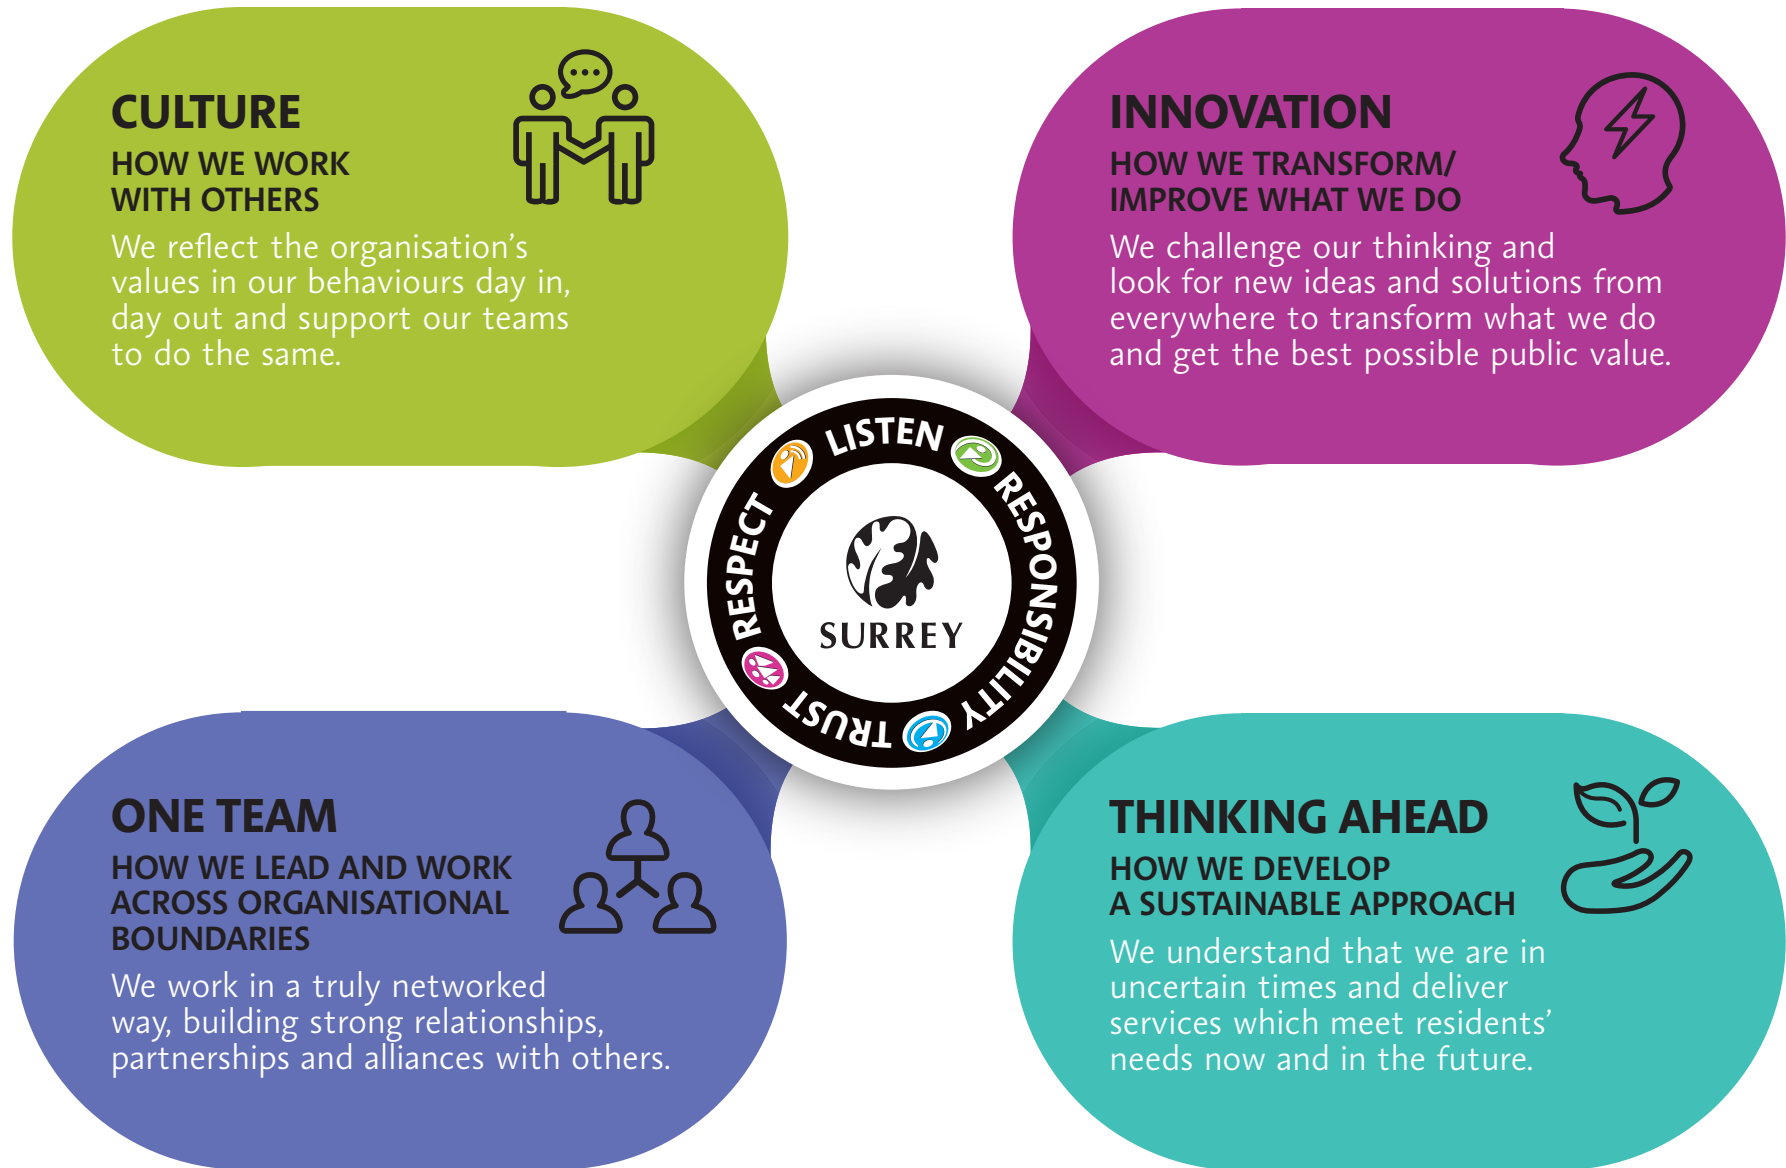 CULTURE
HOW WE WORK
WITH OTHERS
We reflect the organisation’s
values in our behaviours day in,
day out and support our teams
to do the same.
INNOVATION
HOW WE TRANSFORM/
IMPROVE WHAT WE DO
We challenge our thinking and
look for new ideas and solutions from
everywhere to transform what we do
and get the best possible public value.
LISTEN
RESPONSIBILITY
TRUST
RESPECT
SURREY
ONE TEAM
HOW WE LEAD AND WORK
ACROSS ORGANISATIONAL
BOUNDARIES
We work in a truly networked
way, building strong relationships,
partnerships and alliances with others.
THINKING AHEAD
HOW WE DEVELOP
A SUSTAINABLE APPROACH
We understand that we are in
uncertain times and deliver
services which meet residents’
needs now and in the future.